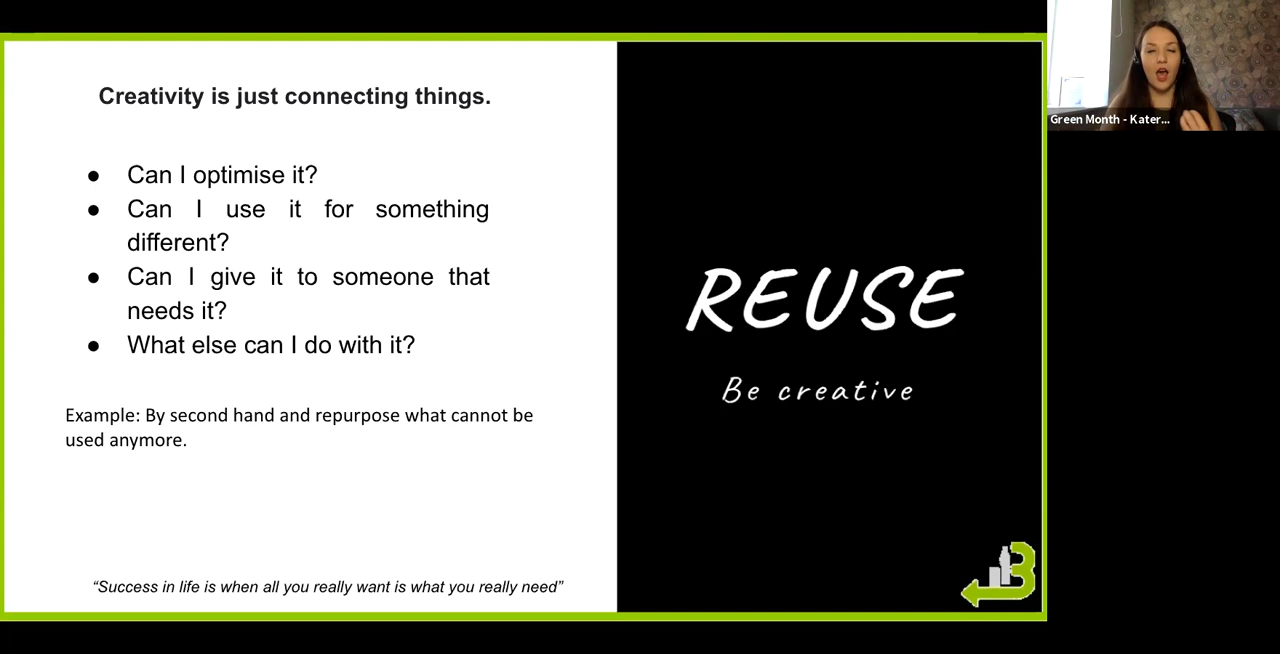 Creativity is just connecting things.
● Can I optimise it?
● Can I use it for something
different?
● Can I give it to someone that
needs it?
● What else can I do with it?
Example: By second hand and repurpose what cannot be
used anymore.
“Success in life is when all you really want is what you really need”
REUSE
Be creative
3
Green Month - Kater...